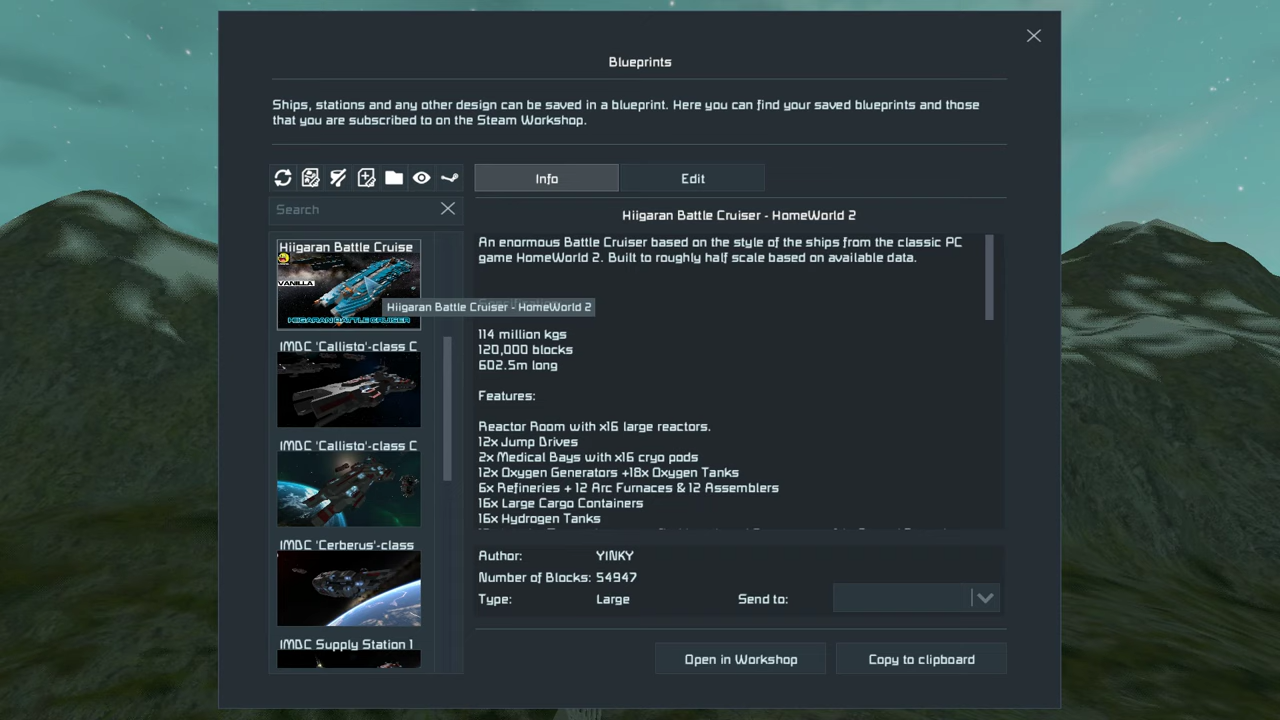 Blueprints
Ships, stations and any other design can be saved in a blueprint. Here you can find your saved blueprints and those
that you are subscribed to on the Steam Workshop.
Info
Edit
Search
Hiigaran Battle Cruiser - HomeWorld 2
Hiigaran Battle Cruise
VANILLA
HIIGARAN BATTLE CRUISER
An enormous Battle Cruiser based on the style of the ships from the classic PC
game HomeWorld 2. Built to roughly half scale based on available data.
Hiigaran Battle Cruiser - HomeWorld 2
114 million kgs
120,000 blocks
602.5m long
Features:
Reactor Room with x16 large reactors.
12x Jump Drives
2x Medical Bays with x16 cryo pods
12x Oxygen Generators +18x Oxygen Tanks
6x Refineries + 12 Arc Furnaces & 12 Assemblers
16x Large Cargo Containers
16x Hydrogen Tanks
IMDC 'Callisto'-class C
IMDC 'Callisto'-class C
IMDC 'Cerberus'-class
IMDC Supply Station 1
Author: YINKY
Number of Blocks: 54947
Type: Large
Send to:
Open in Workshop
Copy to clipboard